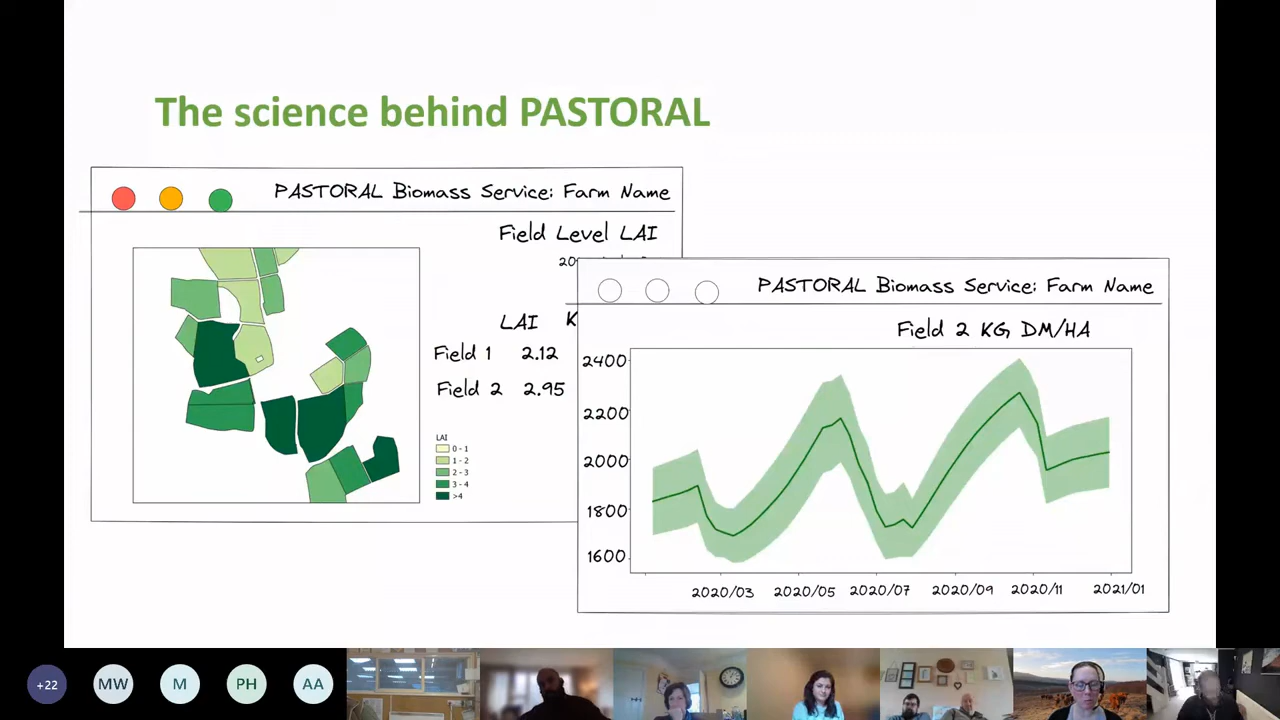 The science behind PASTORAL
PASTORAL Biomass Service: Farm Name
Field Level LAI
20
LAI K
Field 1 2.12
Field 2 2.95
LAI
0 - 1
1 - 2
2 - 3
3 - 4
>4
PASTORAL Biomass Service: Farm Name
Field 2 KG DM/HA
2400
2200
2000
1800
1600
2020/03 2020/05 2020/07 2020/09 2020/11 2021/01
+22 MW M PH AA